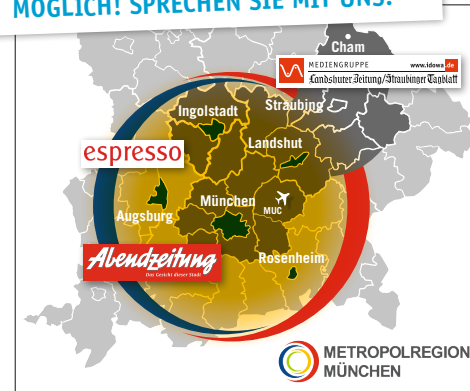 MÖGLICH! SPRECHEN SIE MIT UNS.
Cham
MEDIENGRUPPE www.idowa.de
Landshuter Zeitung/Straubinger Tagblatt
Ingolstadt
Straubing
Landshut
espresso
München
MUC
Augsburg
Abendzeitung
Das Gesicht dieser Stadt
Rosenheim
METROPOLREGION
MÜNCHEN